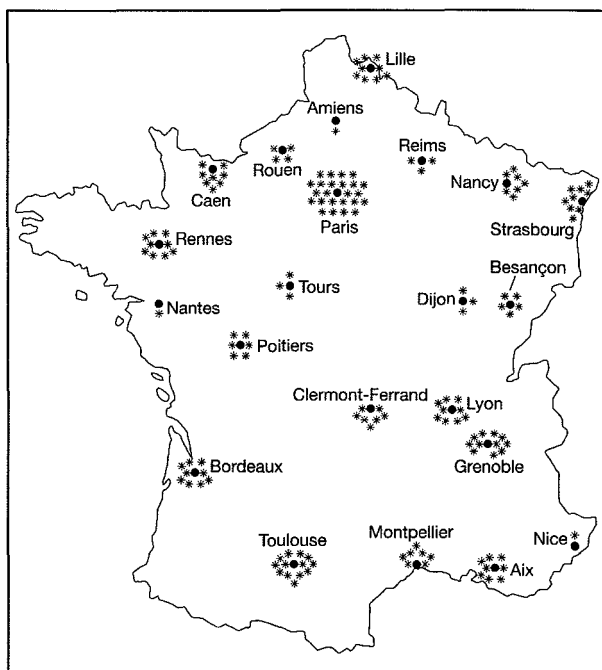 Lille
Amiens
Reims
Rouen
Nancy
Caen
Paris
Strasbourg
Rennes
Besançon
Tours
Dijon
Nantes
Poitiers
Clermont-Ferrand
Lyon
Grenoble
Bordeaux
Montpellier
Toulouse
Nice
Aix